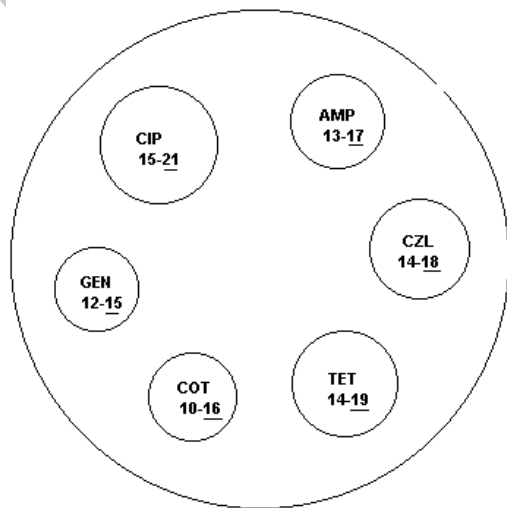 CIP
15-21
AMP
13-17
CZL
14-18
GEN
12-15
COT
10-16
TET
14-19